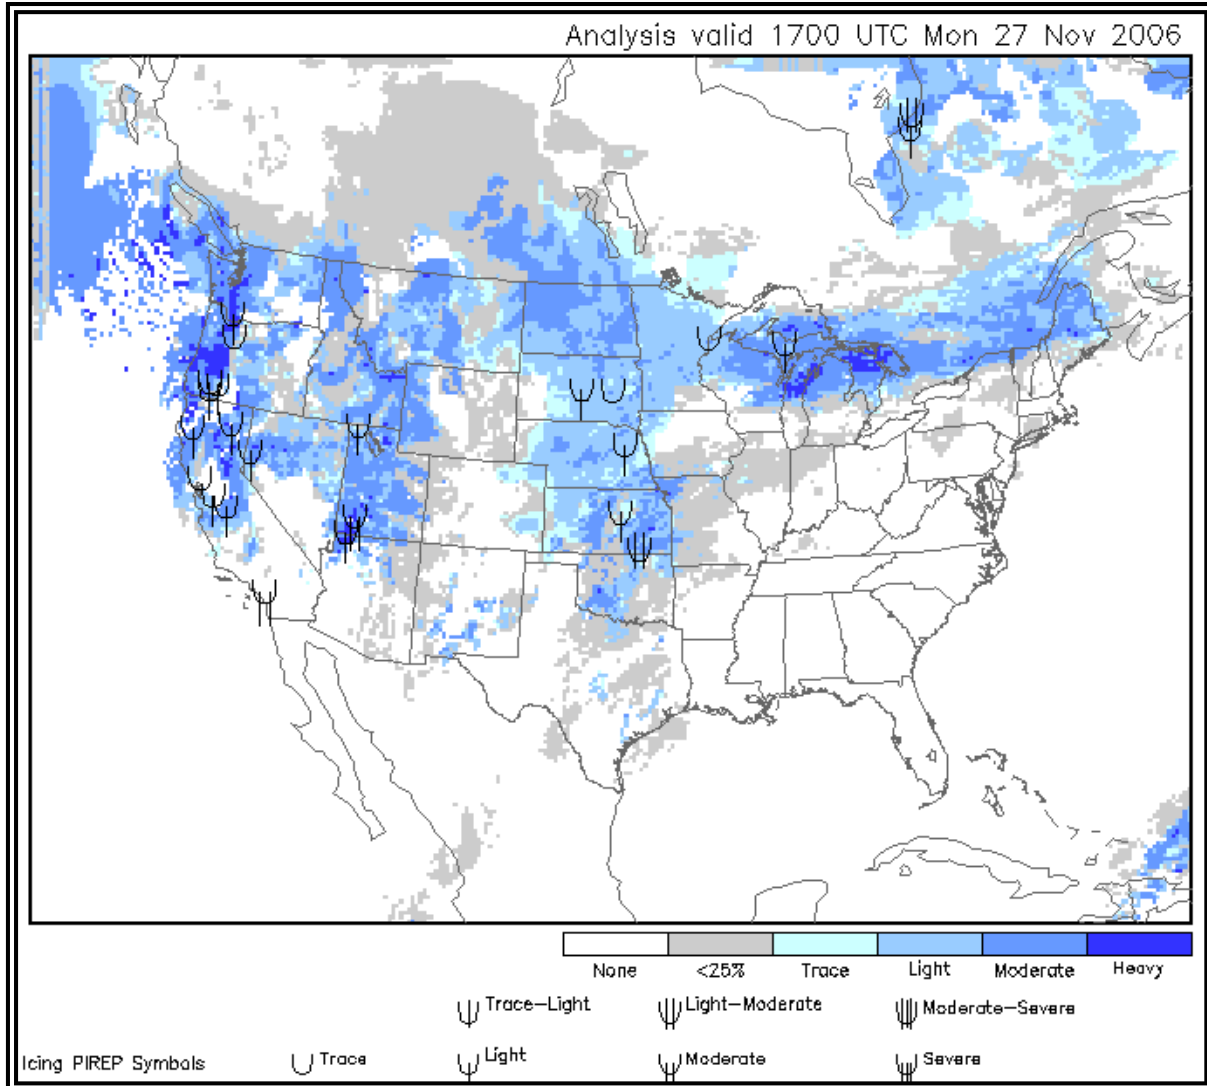 Analysis valid 1700 UTC Mon 27 Nov 2006
None <25% Trace Light Moderate Heavy
Trace-Light Light-Moderate Moderate-Severe
Icing PIREP Symbols Trace Light Moderate Severe